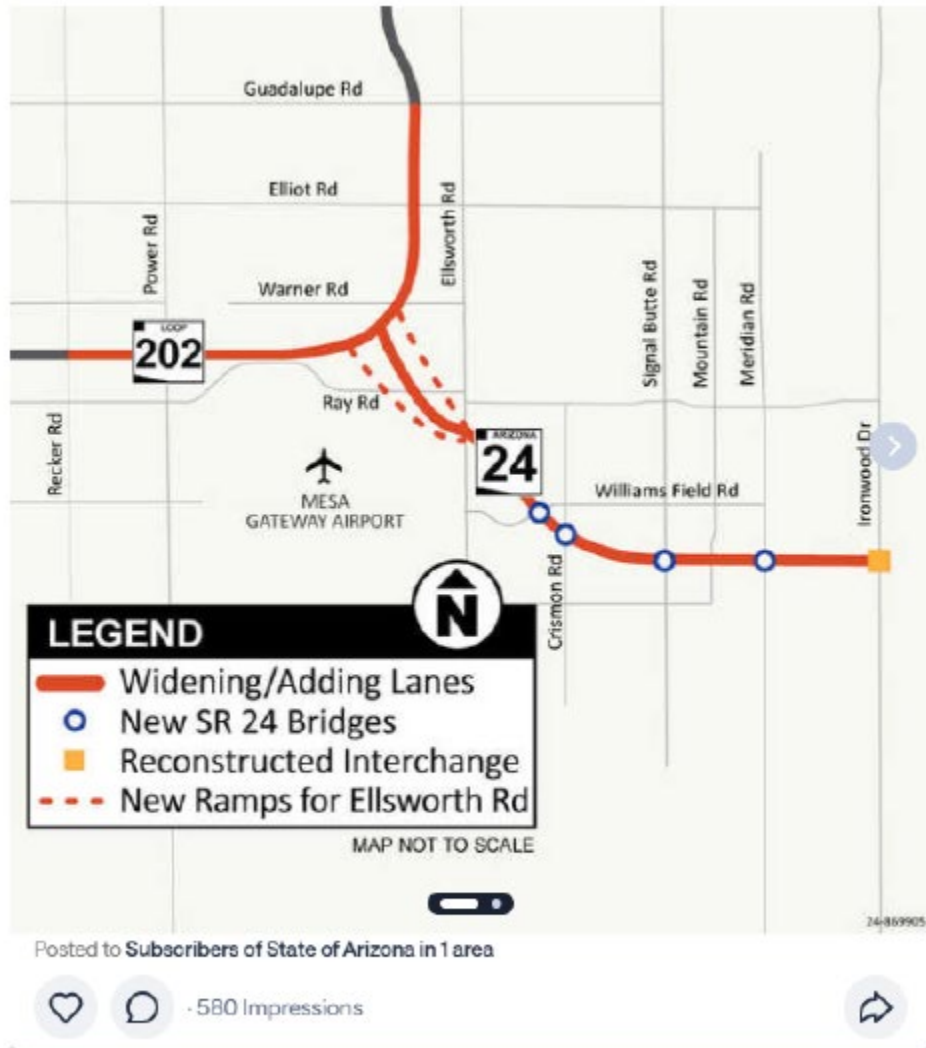 Guadalupe Rd
Elliot Rd
Power Rd
Ellsworth Rd
Warner Rd
LOOP
202
Signal Butte Rd
Mountain Rd
Meridian Rd
Ray Rd
Recker Rd
ARIZONA
24
Ironwood Dr
MESA
GATEWAY AIRPORT
Williams Field Rd
Crismon Rd
N
LEGEND
Widening/Adding Lanes
New SR 24 Bridges
Reconstructed Interchange
New Ramps for Ellsworth Rd
MAP NOT TO SCALE
24-869905
Posted to Subscribers of State of Arizona in 1 area
· 580 Impressions